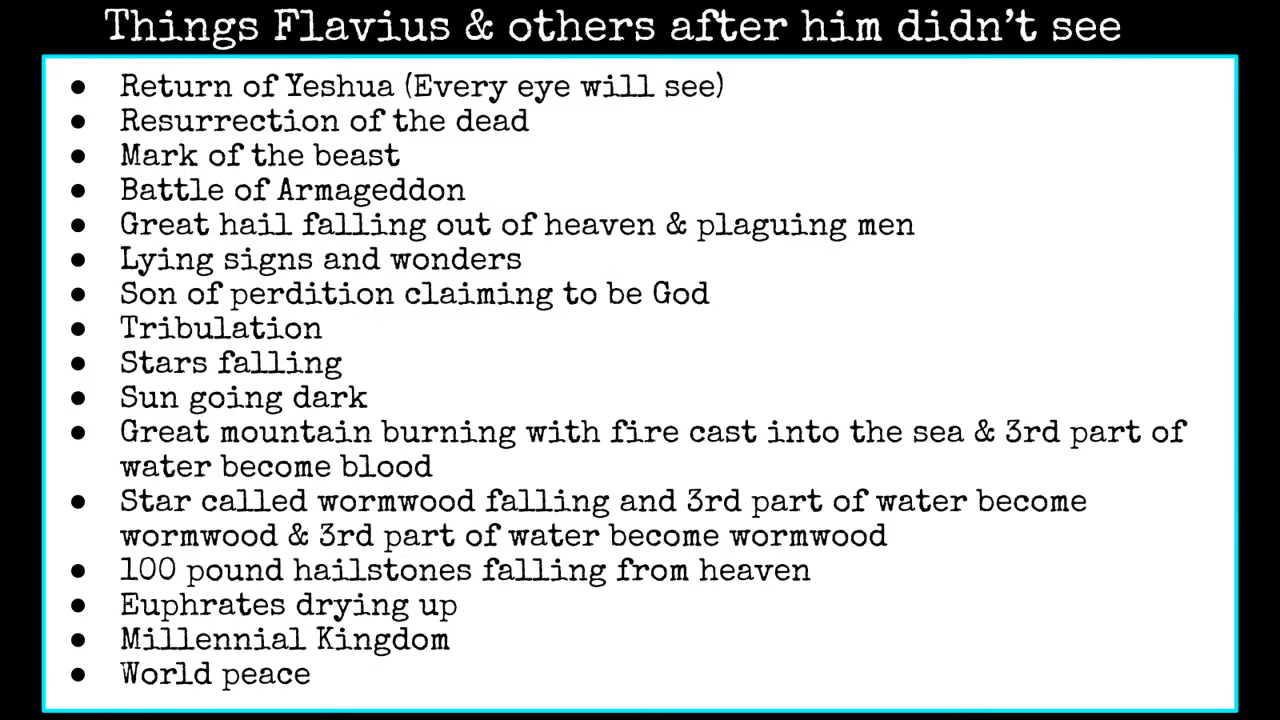 Things Flavius & others after him didn't see
● Return of Yeshua (Every eye will see)
● Resurrection of the dead
● Mark of the beast
● Battle of Armageddon
● Great hail falling out of heaven & plaguing men
● Lying signs and wonders
● Son of perdition claiming to be God
● Tribulation
● Stars falling
● Sun going dark
● Great mountain burning with fire cast into the sea & 3rd part of
water become blood
● Star called wormwood falling and 3rd part of water become
wormwood & 3rd part of water become wormwood
● 100 pound hailstones falling from heaven
● Euphrates drying up
● Millennial Kingdom
● World peace